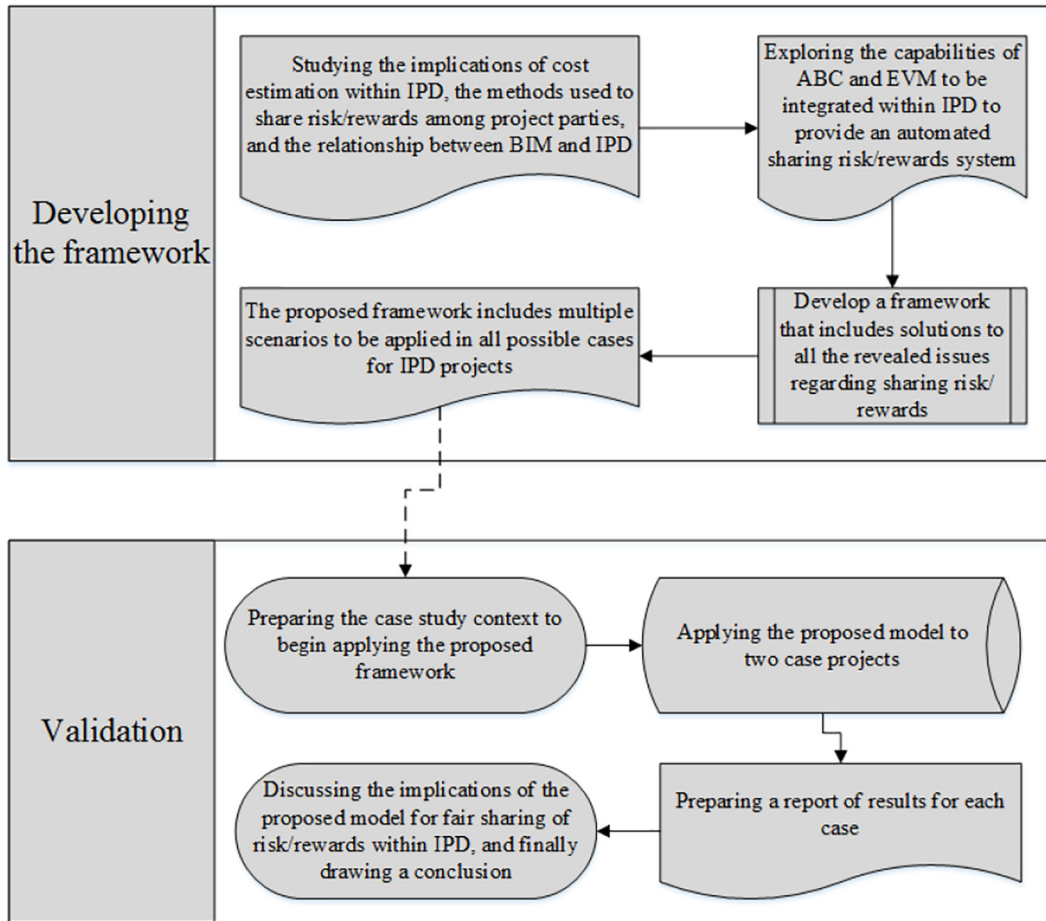 Developing
the framework
Studying the implications of cost
estimation within IPD, the methods used to
share risk/rewards among project parties,
and the relationship between BIM and IPD
Exploring the capabilities of
ABC and EVM to be
integrated within IPD to
provide an automated
sharing risk/rewards system
Develop a framework
that includes solutions to
all the revealed issues
regarding sharing risk/
rewards
The proposed framework includes multiple
scenarios to be applied in all possible cases
for IPD projects
Validation
Preparing the case study context to
begin applying the proposed
framework
Applying the proposed model to
two case projects
Preparing a report of results for each
case
Discussing the implications of the
proposed model for fair sharing of
risk/rewards within IPD, and finally
drawing a conclusion